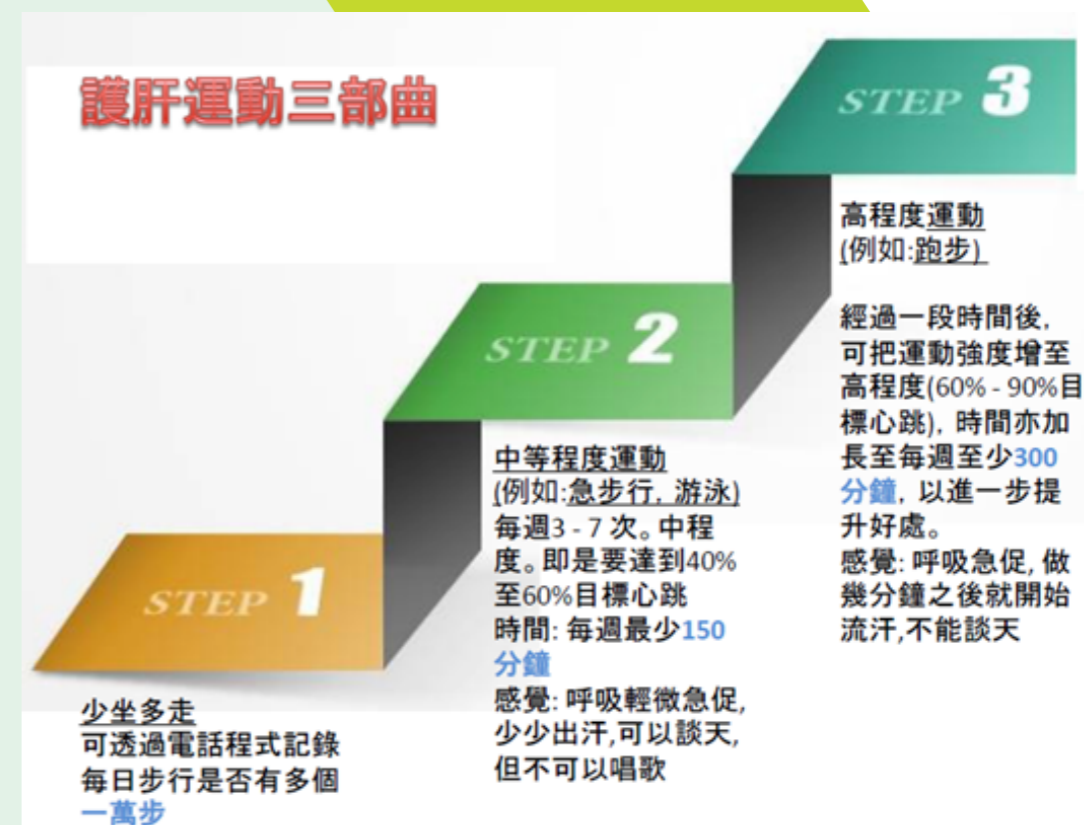 護肝運動三部曲
STEP 1
少坐多走
可透過電話程式記錄
每日步行是否有多個
一萬步
STEP 2
中等程度運動
(例如:急步行, 游泳)
每週3 - 7 次。中程
度。即是要達到40%
至60%目標心跳
時間: 每週最少150
分鐘
感覺: 呼吸輕微急促,
少少出汗,可以談天,
但不可以唱歌
STEP 3
高程度運動
(例如:跑步)
經過一段時間後,
可把運動強度增至
高程度(60% - 90%目
標心跳), 時間亦加
長至每週至少300
分鐘, 以進一步提
升好處。
感覺: 呼吸急促, 做
幾分鐘之後就開始
流汗,不能談天